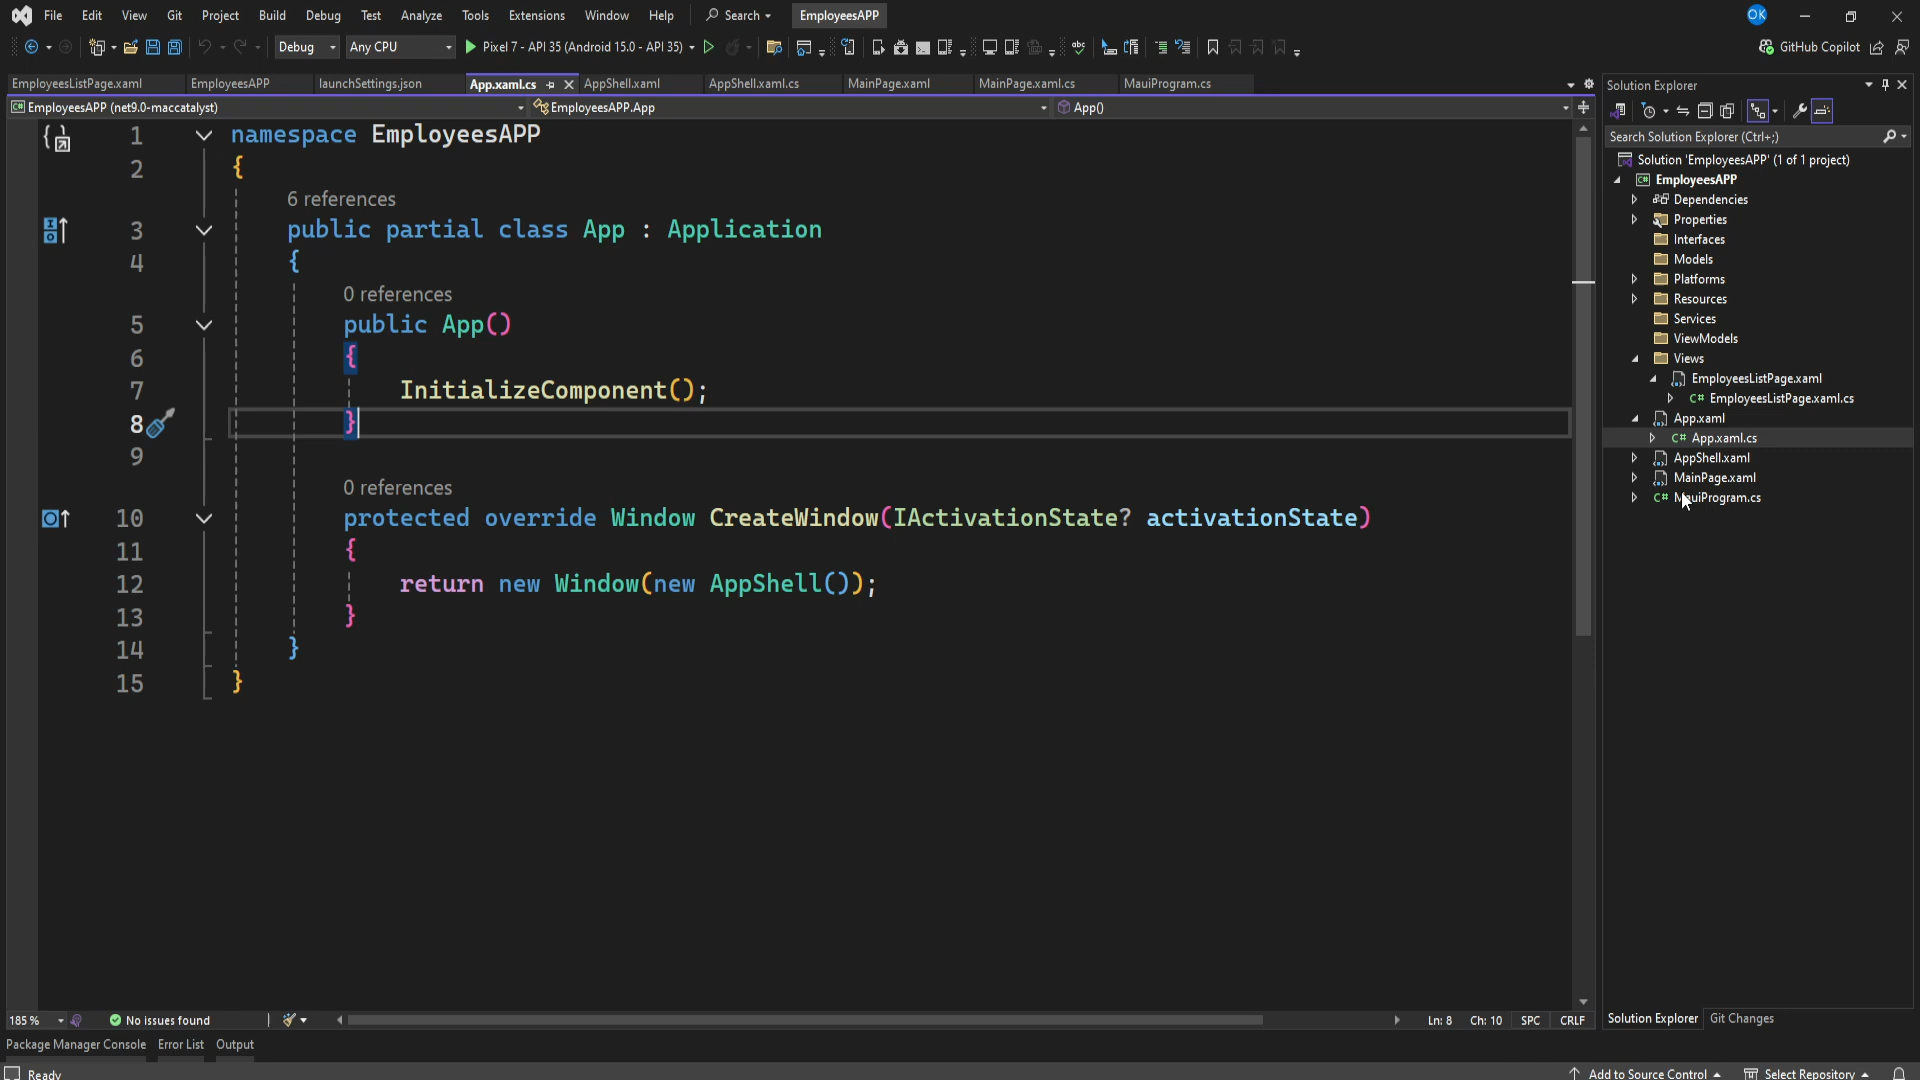 File Edit View Git Project Build Debug Test Analyze Tools Extensions Window Help Search EmployeesAPP OK
Debug Any CPU Pixel 7 - API 35 (Android 15.0 - API 35) GitHub Copilot
EmployeesListPage.xaml EmployeesAPP launchSettings.json App.xaml.cs AppShell.xaml AppShell.xaml.cs MainPage.xaml MainPage.xaml.cs MauiProgram.cs
EmployeesAPP (net9.0-maccatalyst) EmployeesAPP.App App()
1 namespace EmployeesAPP
2 {
6 references
3 public partial class App : Application
4 {
0 references
5 public App()
6 {
7 InitializeComponent();
8 }
9
0 references
10 protected override Window CreateWindow(IActivationState? activationState)
11 {
12 return new Window(new AppShell());
13 }
14 }
15 }
185 % No issues found Ln: 8 Ch: 10 SPC CRLF
Solution Explorer
Search Solution Explorer (Ctrl+;)
Solution 'EmployeesAPP' (1 of 1 project)
EmployeesAPP
Dependencies
Properties
Interfaces
Models
Platforms
Resources
Services
ViewModels
Views
EmployeesListPage.xaml
C# EmployeesListPage.xaml.cs
App.xaml
C# App.xaml.cs
AppShell.xaml
MainPage.xaml
C# MauiProgram.cs
Solution Explorer Git Changes
Package Manager Console Error List Output
Ready Add to Source Control Select Repository